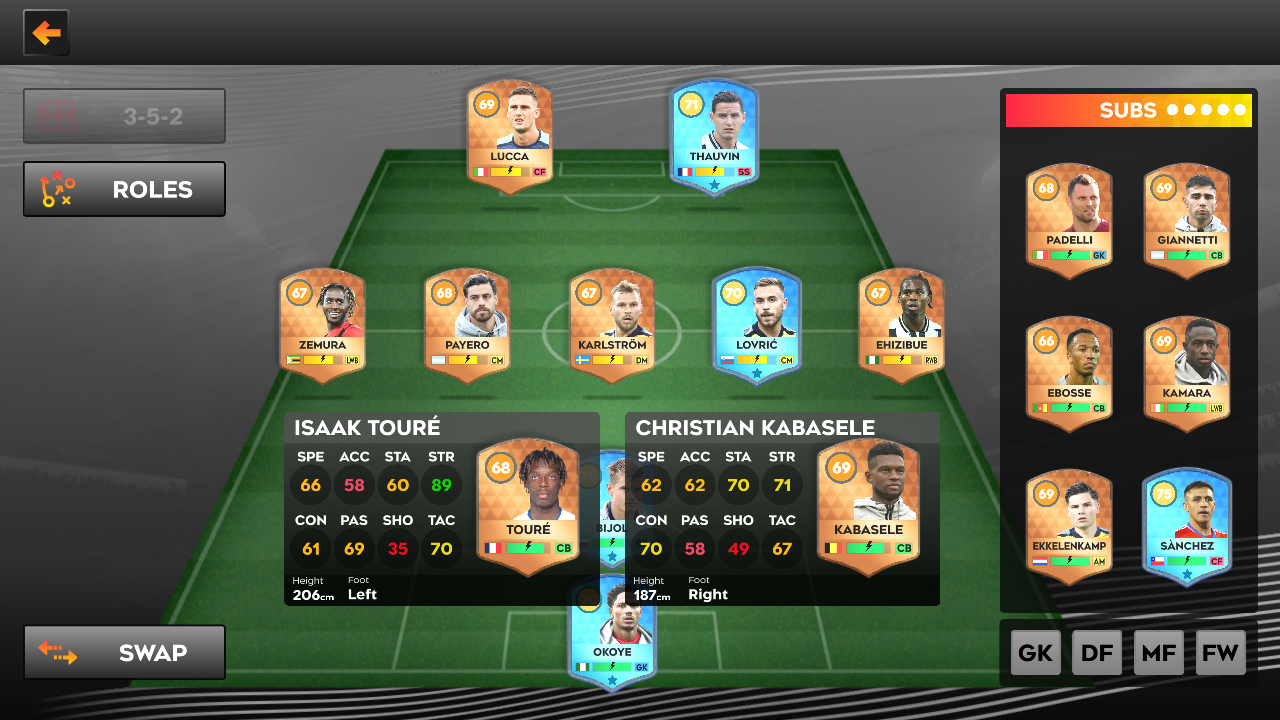 3-5-2
ROLES
69
LUCCA
CF
71
THAUVIN
SS
SUBS
68
PADELLI
GK
69
GIANNETTI
CB
67
ZEMURA
LWB
68
PAYERO
CM
67
KARLSTRÖM
DM
70
LOVRIĆ
CM
67
EHIZIBUE
RWB
66
EBOSSE
CB
69
KAMARA
LWB
ISAAK TOURÉ
SPE ACC STA STR
66 58 60 89
CON PAS SHO TAC
61 69 35 70
Height Foot
206cm Left
68
TOURÉ
CB
CHRISTIAN KABASELE
SPE ACC STA STR
62 62 70 71
CON PAS SHO TAC
70 58 49 67
Height Foot
187cm Right
69
KABASELE
CB
69
EKKELENKAMP
AM
75
SÀNCHEZ
CF
OKOYE
GK
SWAP
GK DF MF FW